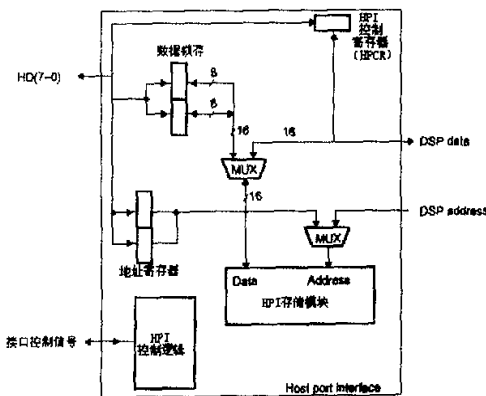 HPI
控制
寄存器
(HPCR)
数据锁存
HD(7–0)
8
8
16
16
DSP data
MUX
16
DSP address
MUX
地址寄存器
Data
Address
HPI存储模块
接口控制信号
HPI
控制逻辑
Host port interface